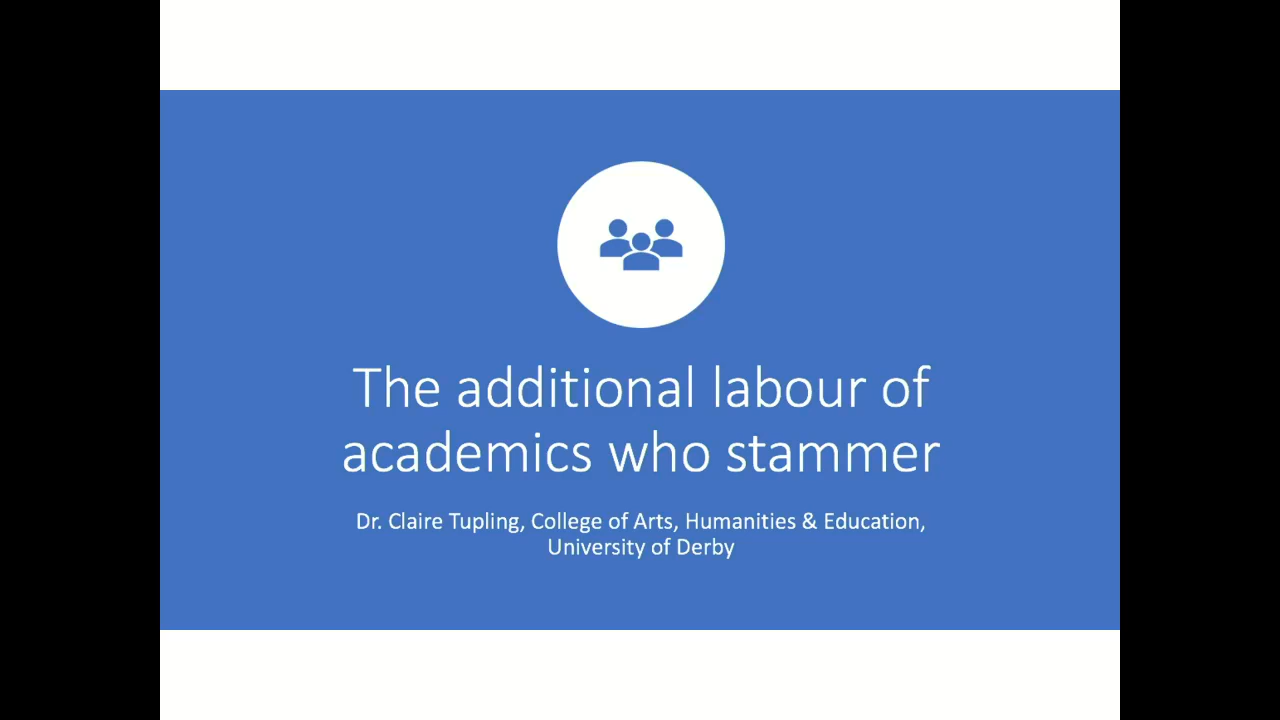 The additional labour of
academics who stammer
Dr. Claire Tupling, College of Arts, Humanities & Education,
University of Derby